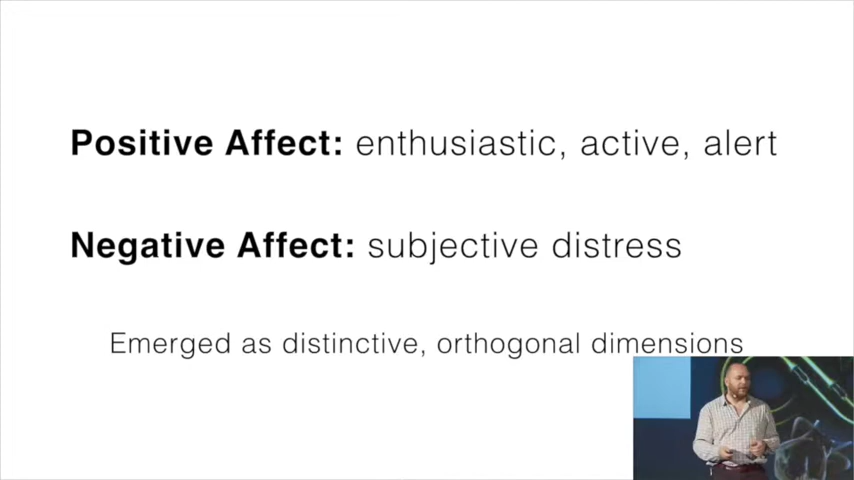 Positive Affect: enthusiastic, active, alert
Negative Affect: subjective distress
Emerged as distinctive, orthogonal dimensions